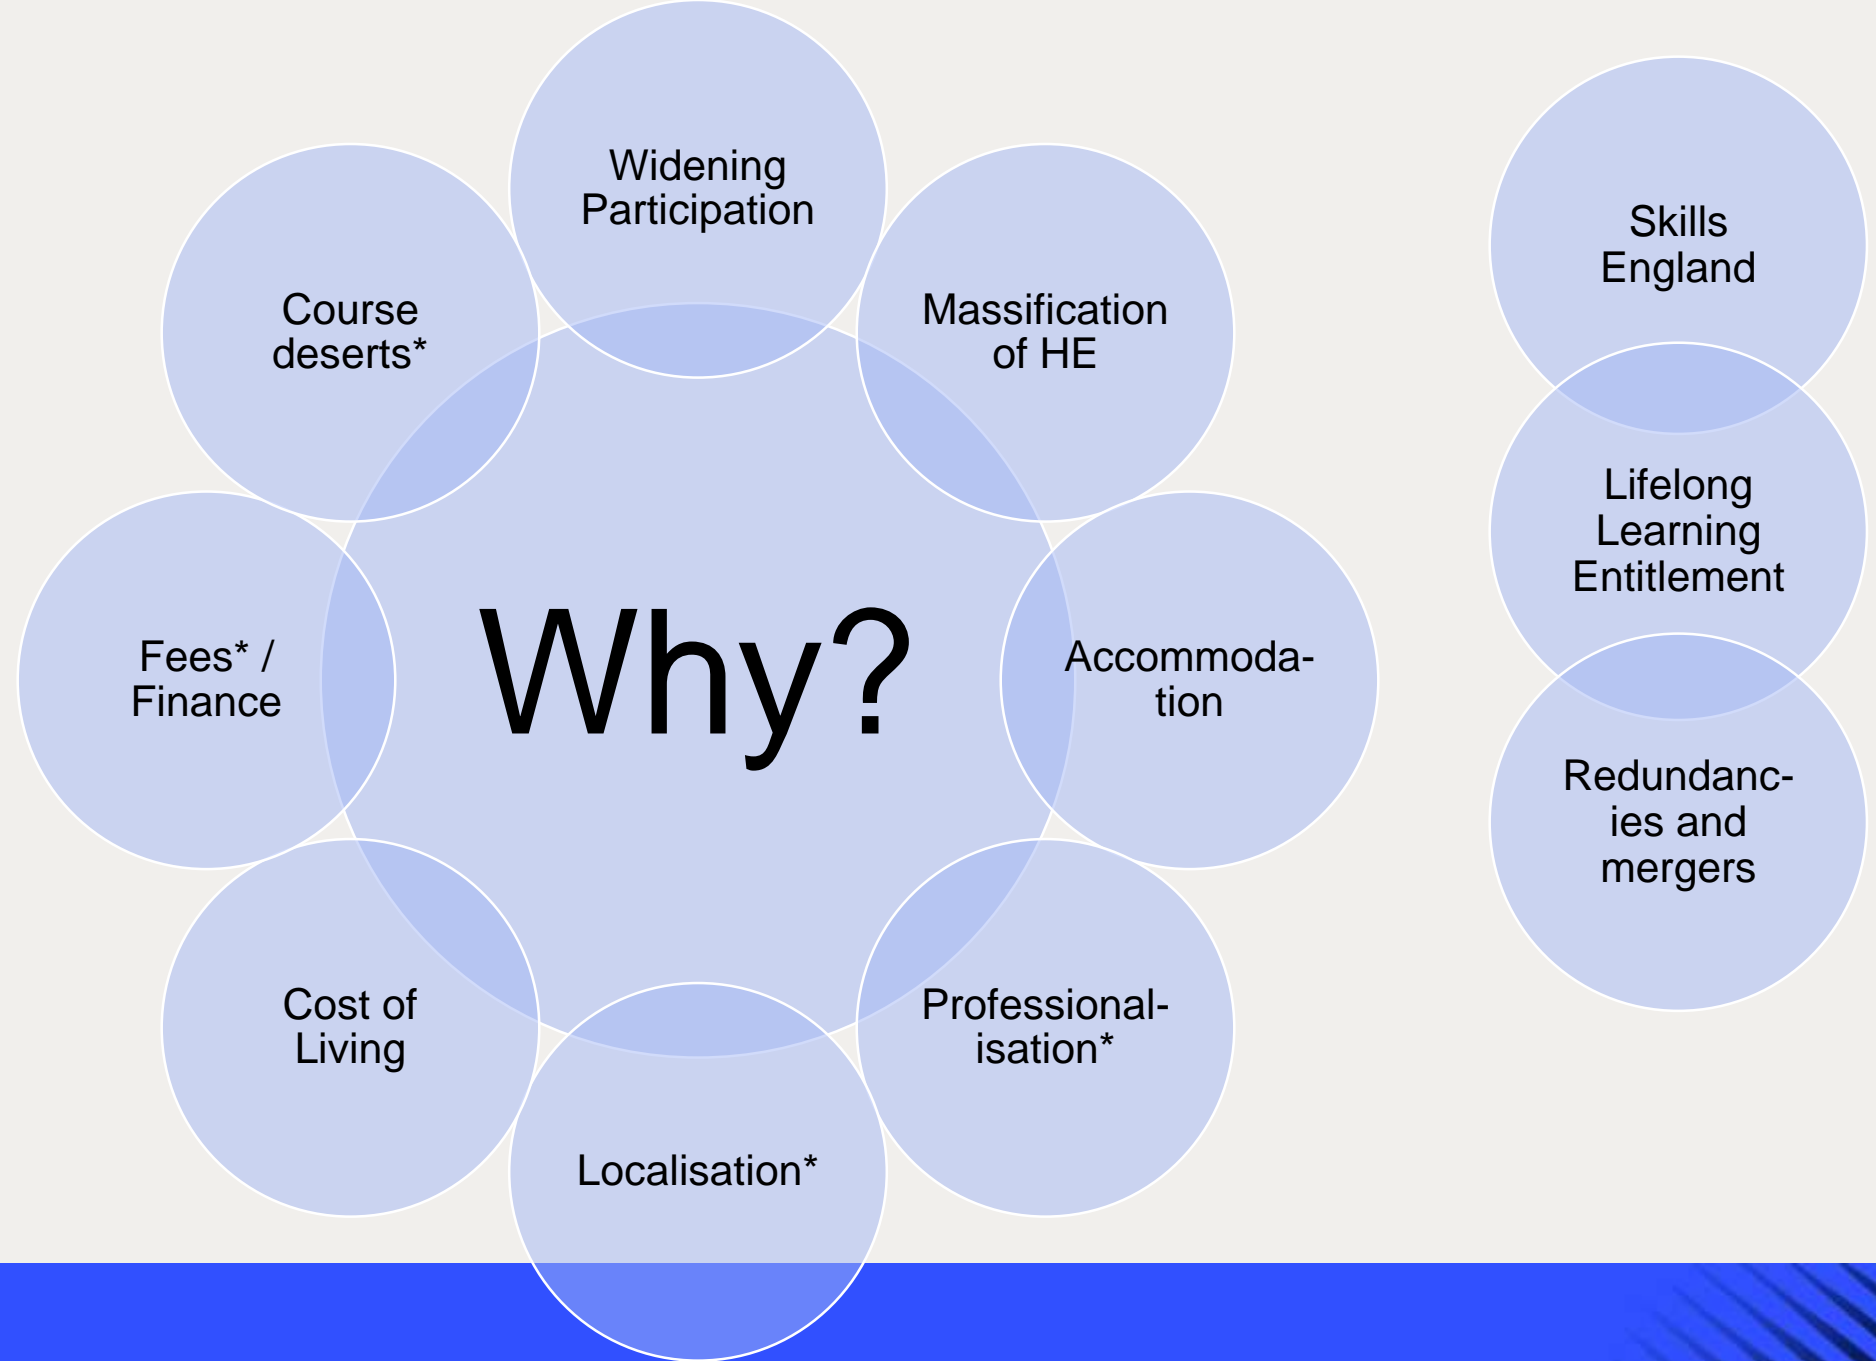 Widening
Participation
Massification
of HE
Accommoda-
tion
Professional-
isation*
Localisation*
Cost of
Living
Fees* /
Finance
Course
deserts*
Why?
Skills
England
Lifelong
Learning
Entitlement
Redundanc-
ies and
mergers